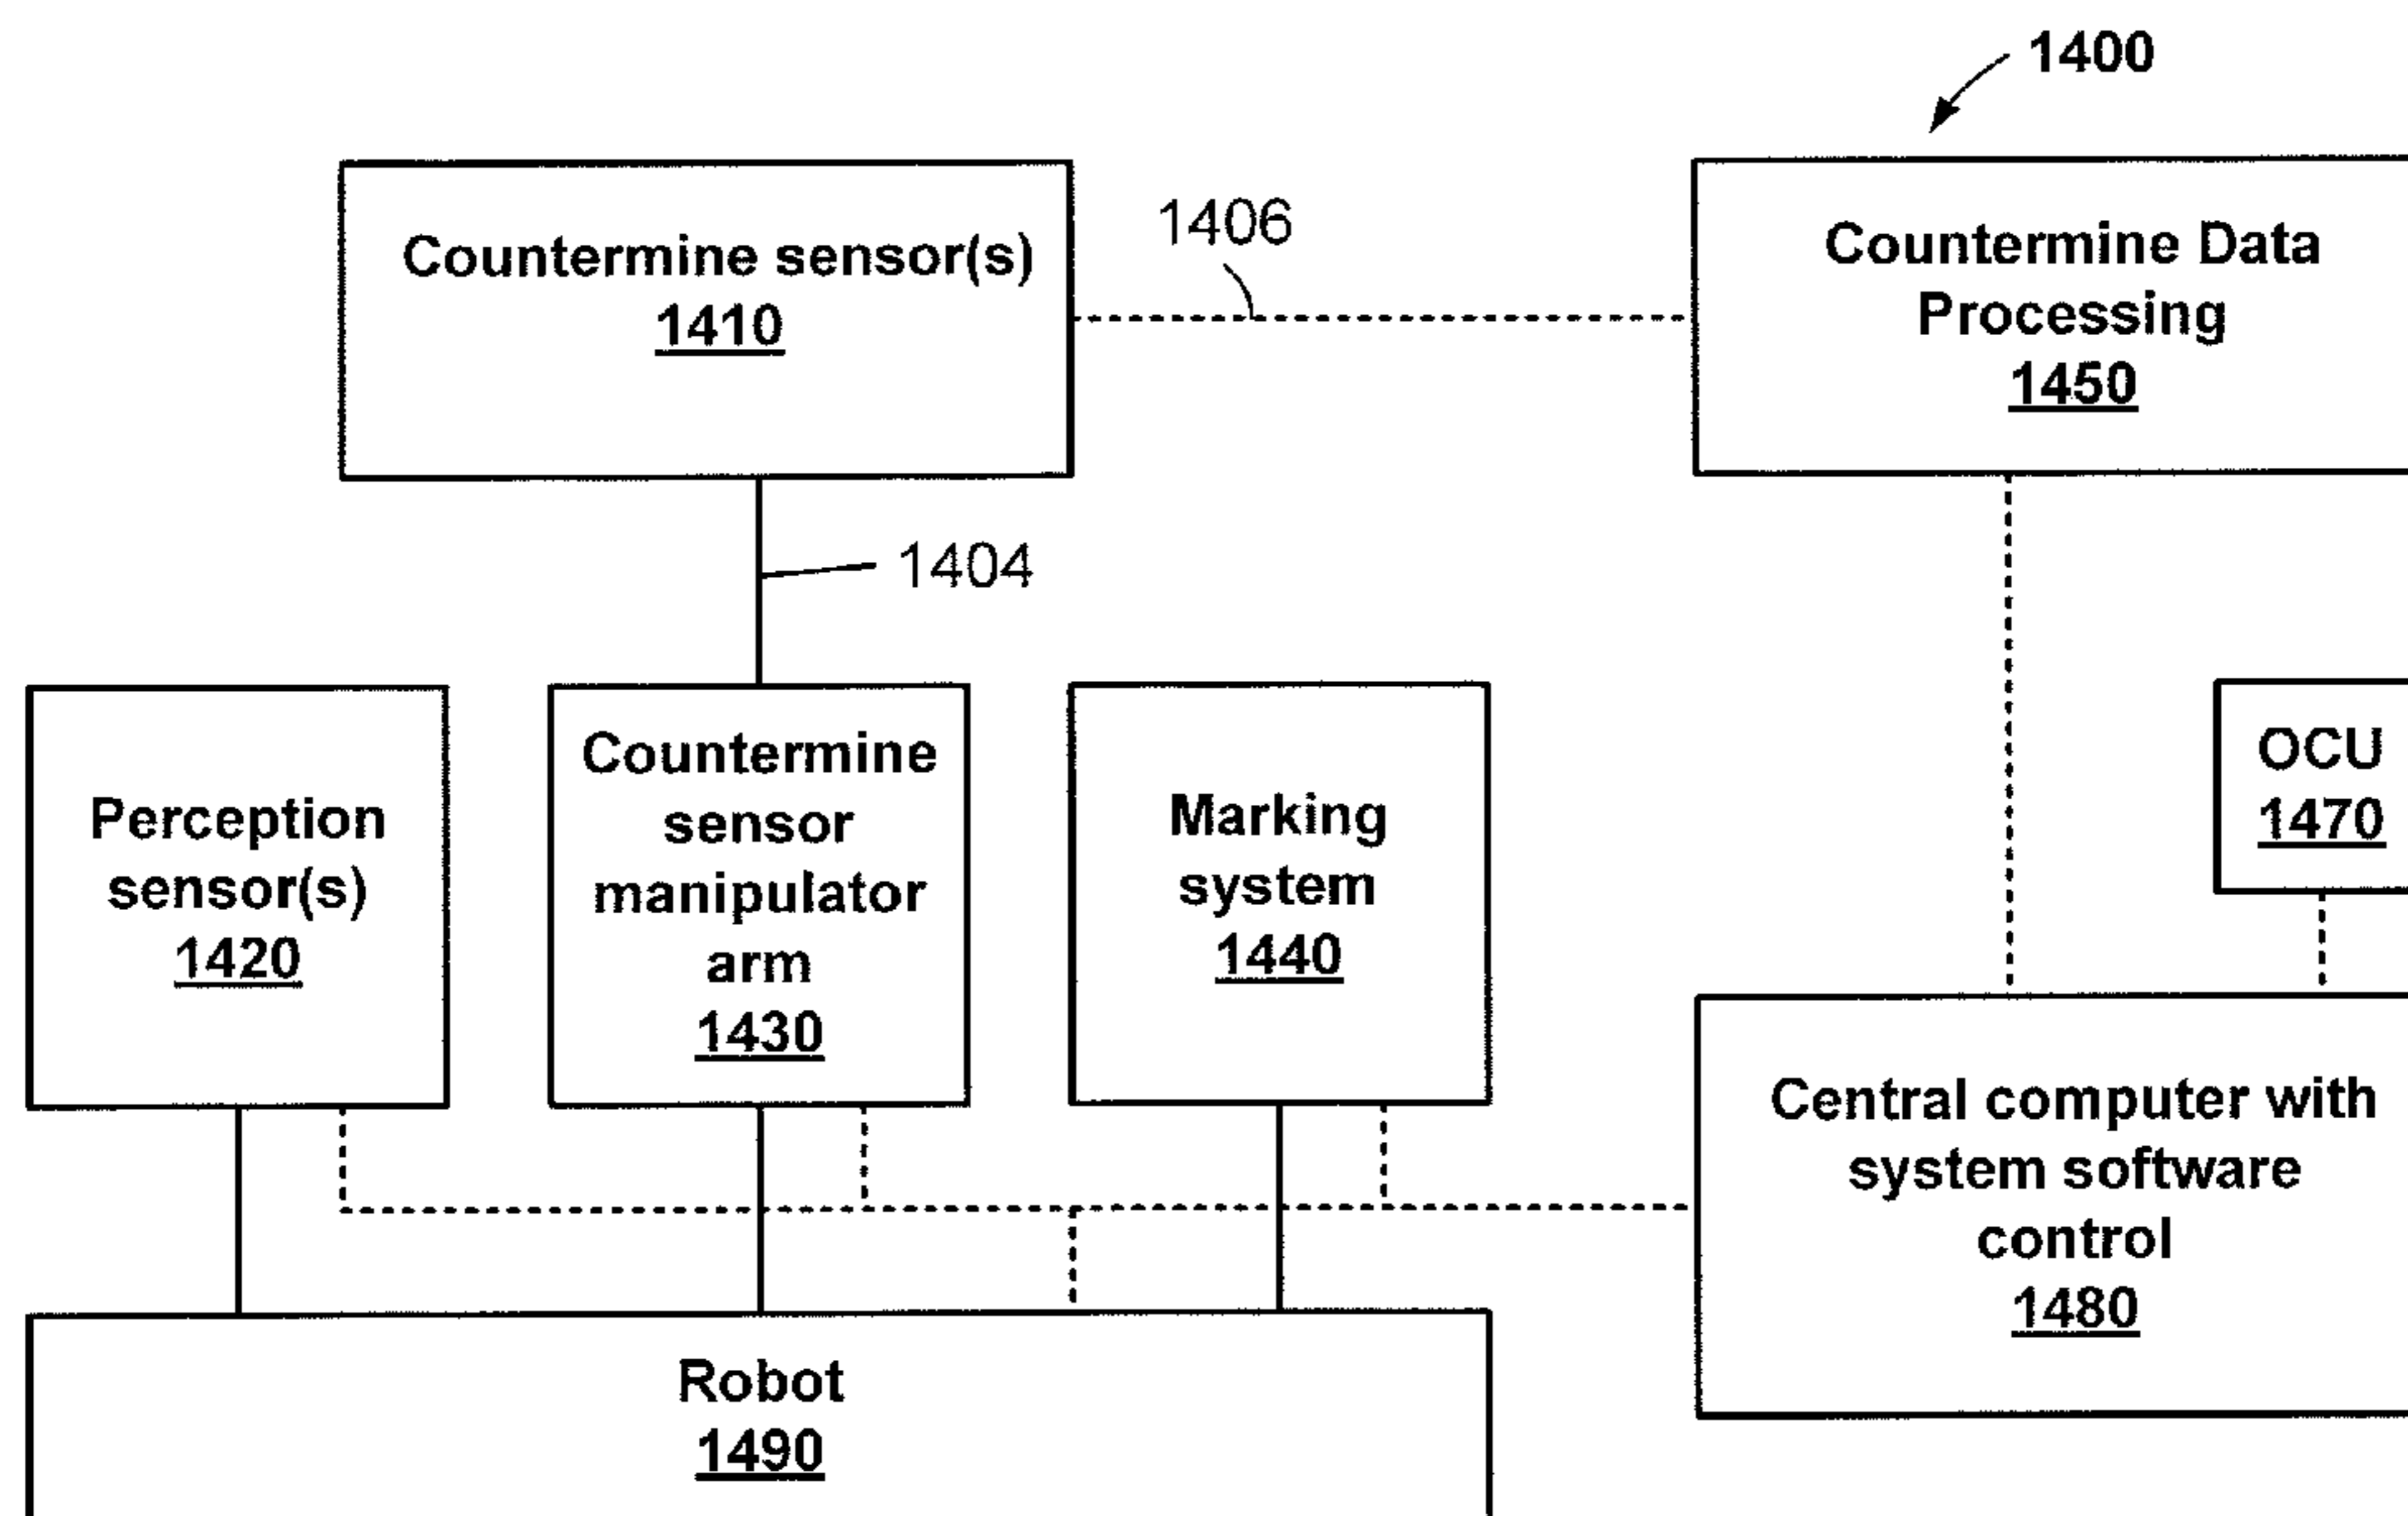 1400
Countermine sensor(s)
1410
1406
Countermine Data
Processing
1450
1404
Perception
sensor(s)
1420
Countermine
sensor
manipulator
arm
1430
Marking
system
1440
OCU
1470
Central computer with
system software
control
1480
Robot
1490